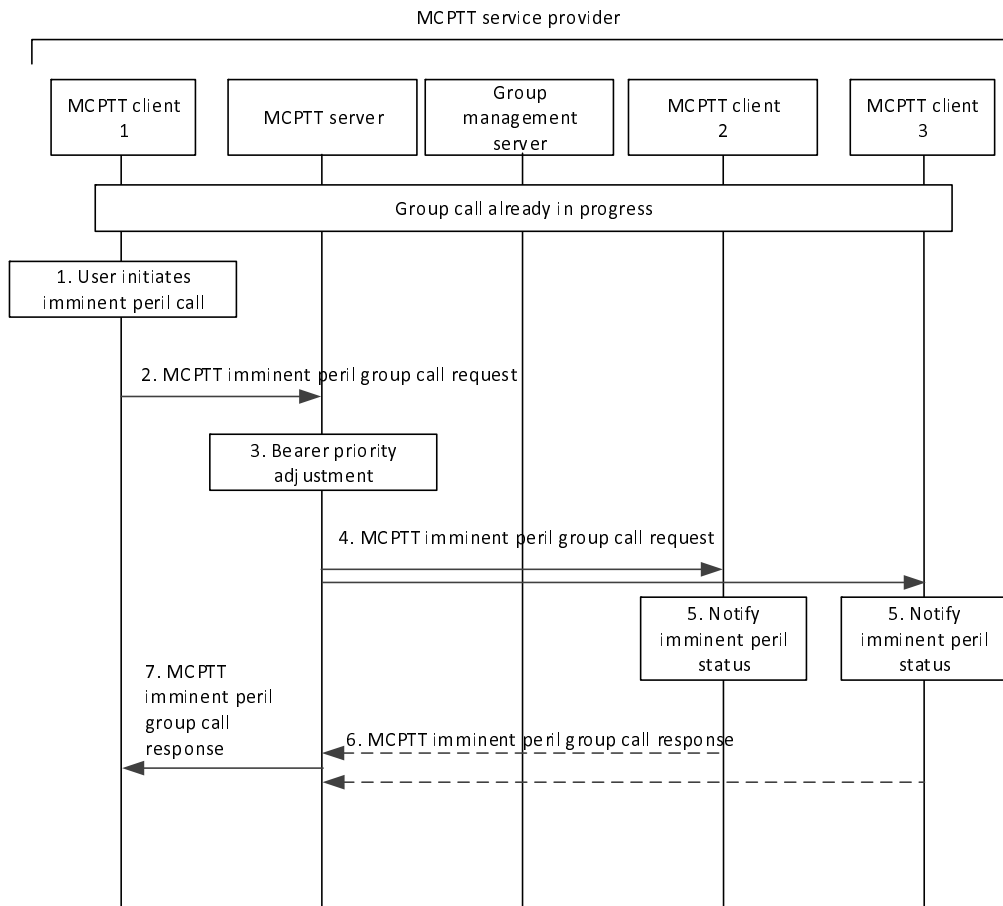 MCPTT service provider
MCPTT client
1
MCPTT server
Group
management
server
MCPTT client
2
MCPTT client
3
Group call already in progress
1. User initiates
imminent peril call
2. MCPTT imminent peril group call request
3. Bearer priority
adjustment
4. MCPTT imminent peril group call request
5. Notify
imminent peril
status
5. Notify
imminent peril
status
7. MCPTT
imminent peril
group call
response
6. MCPTT imminent peril group call response